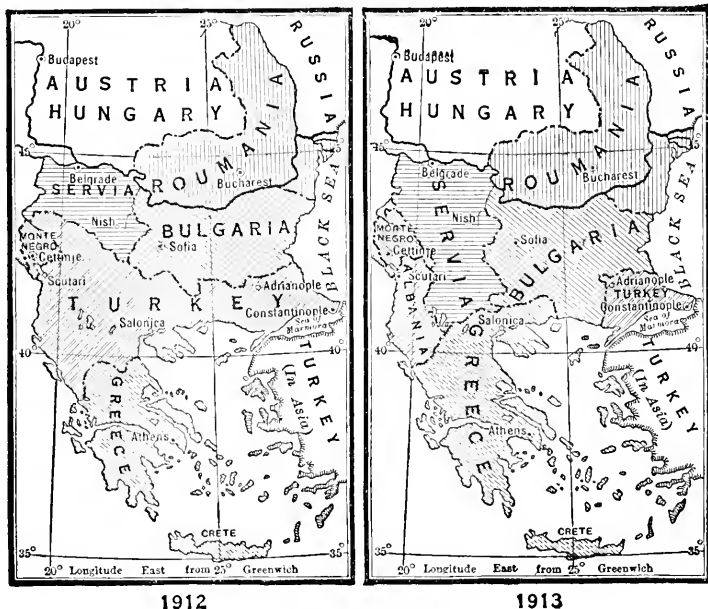 20° 25°
RUSSIA
Budapest
AUSTRIA
HUNGARY
45° 45°
ROUMANIA
Belgrade
SERVIA
Bucharest
Nish
BULGARIA
BLACK SEA
MONTE
NEGRO
Cettinje
Sofia
Scutari
Adrianople
TURKEY
Constantinople
Salonica
Sea of
Marmora
40° 40°
TURKEY
(In Asia)
GREECE
Athens
CRETE
35° 35°
20° Longitude East from 25° Greenwich
1912
20° 25°
RUSSIA
Budapest
AUSTRIA
HUNGARY
45° 45°
ROUMANIA
Belgrade
SERVIA
Bucharest
Nish
BULGARIA
BLACK SEA
MONTE
NEGRO
Cettinje
Sofia
Scutari
ALBANIA
Adrianople
TURKEY
Constantinople
Salonica
Sea of
Marmora
40° 40°
TURKEY
(In Asia)
GREECE
Athens
CRETE
35° 35°
20° Longitude East from 25° Greenwich
1913